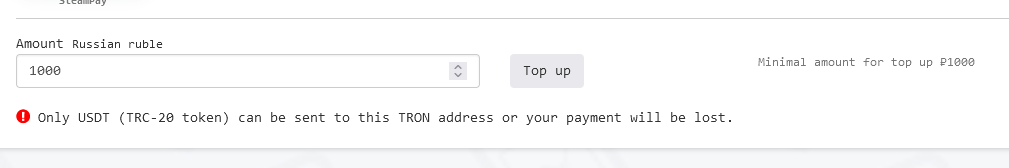 SteamPay
Amount Russian ruble
1000
Top up
Minimal amount for top up ₽1000
Only USDT (TRC-20 token) can be sent to this TRON address or your payment will be lost.